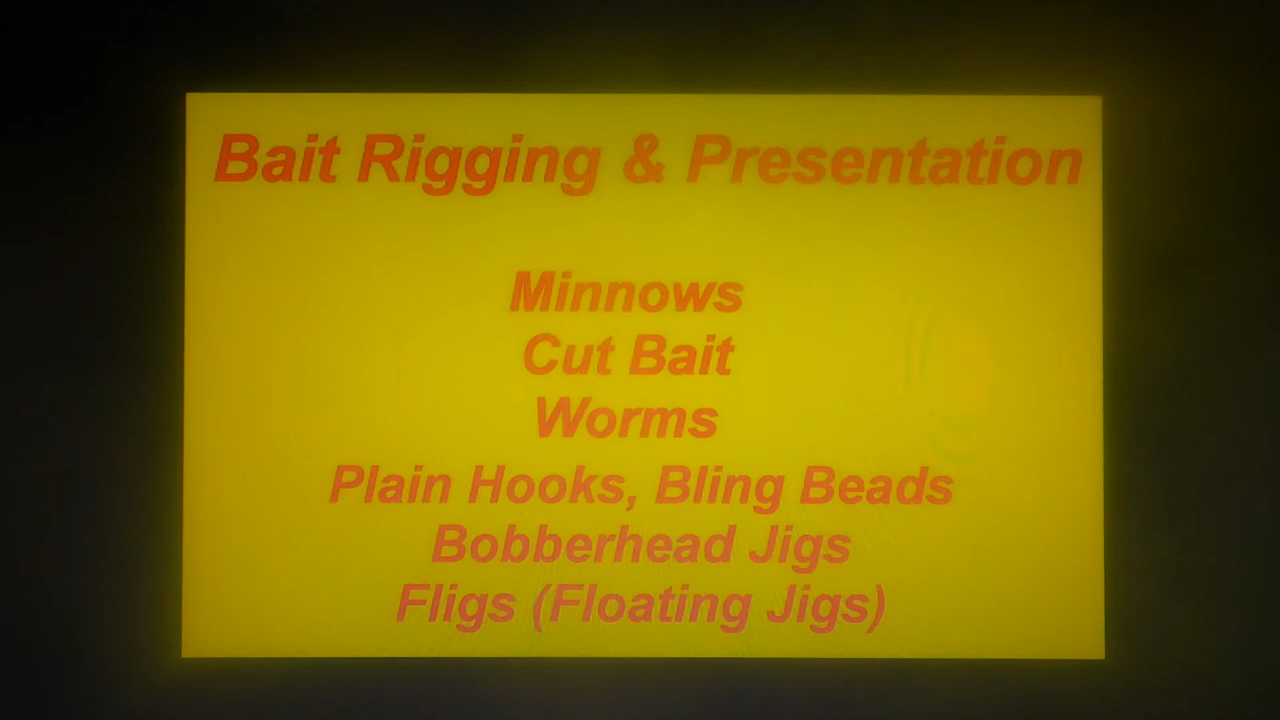 Bait Rigging & Presentation
Minnows
Cut Bait
Worms
Plain Hooks, Bling Beads
Bobberhead Jigs
Fligs (Floating Jigs)